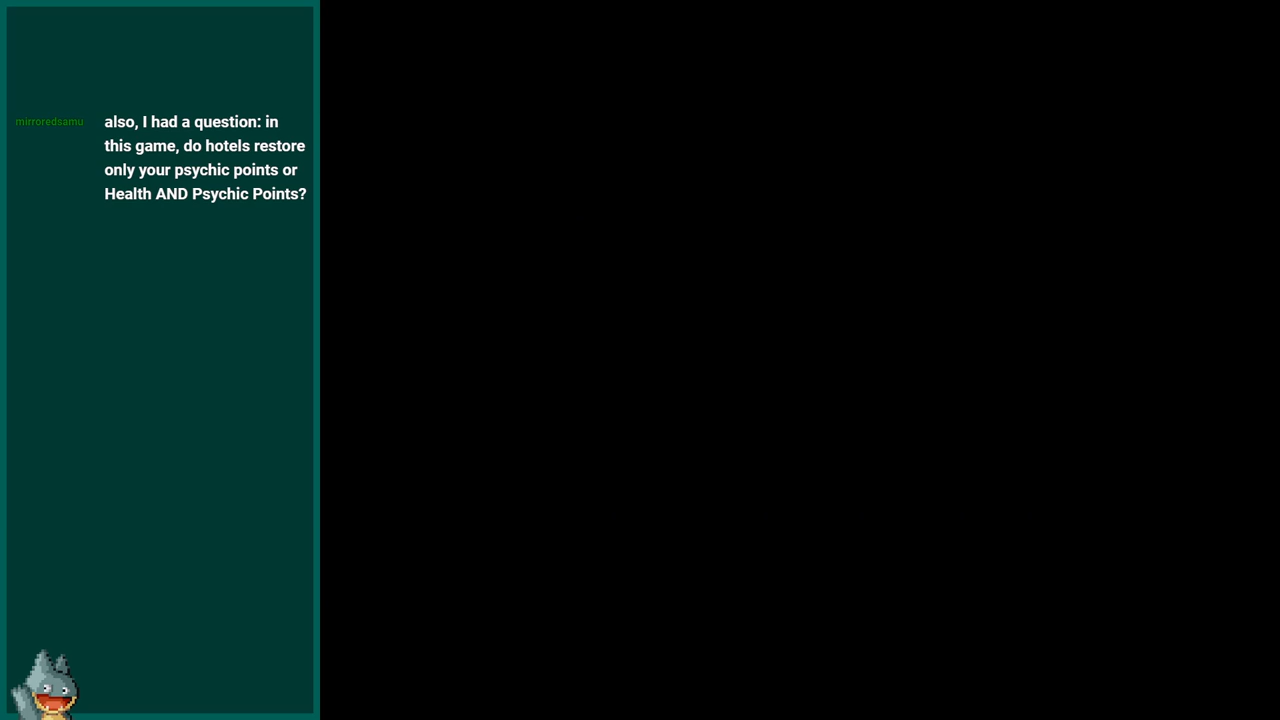 mirroredsamu also, I had a question: in
this game, do hotels restore
only your psychic points or
Health AND Psychic Points?